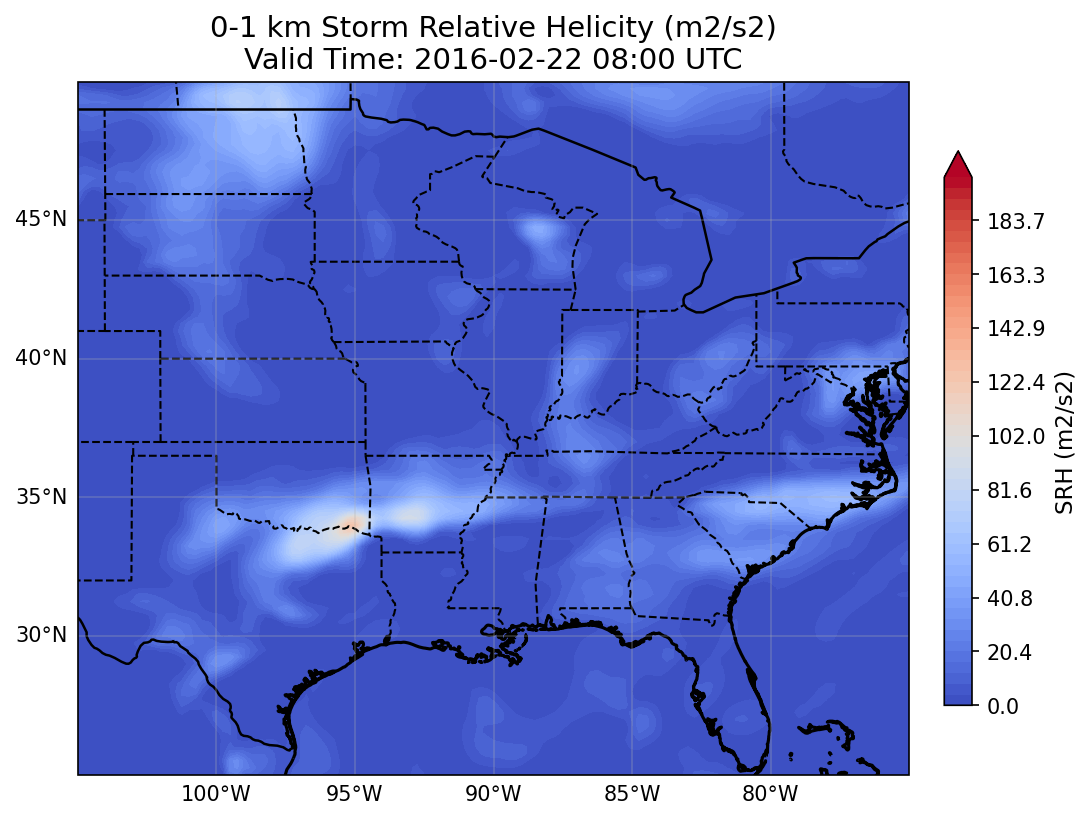 0-1 km Storm Relative Helicity (m2/s2)
Valid Time: 2016-02-22 08:00 UTC
45°N
40°N
35°N
30°N
100°W
95°W
90°W
85°W
80°W
183.7
163.3
142.9
122.4
102.0
81.6
61.2
40.8
20.4
0.0
SRH (m2/s2)